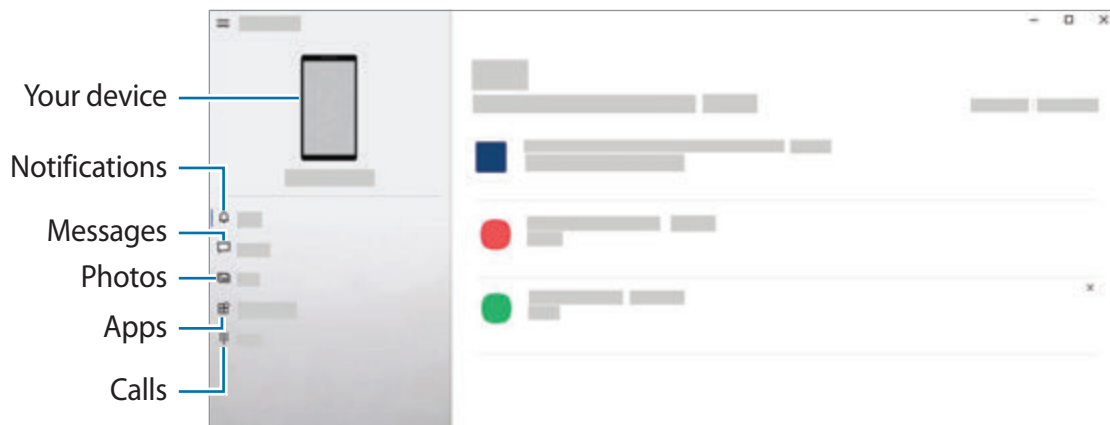 Your device
Notifications
Messages
Photos
Apps
Calls